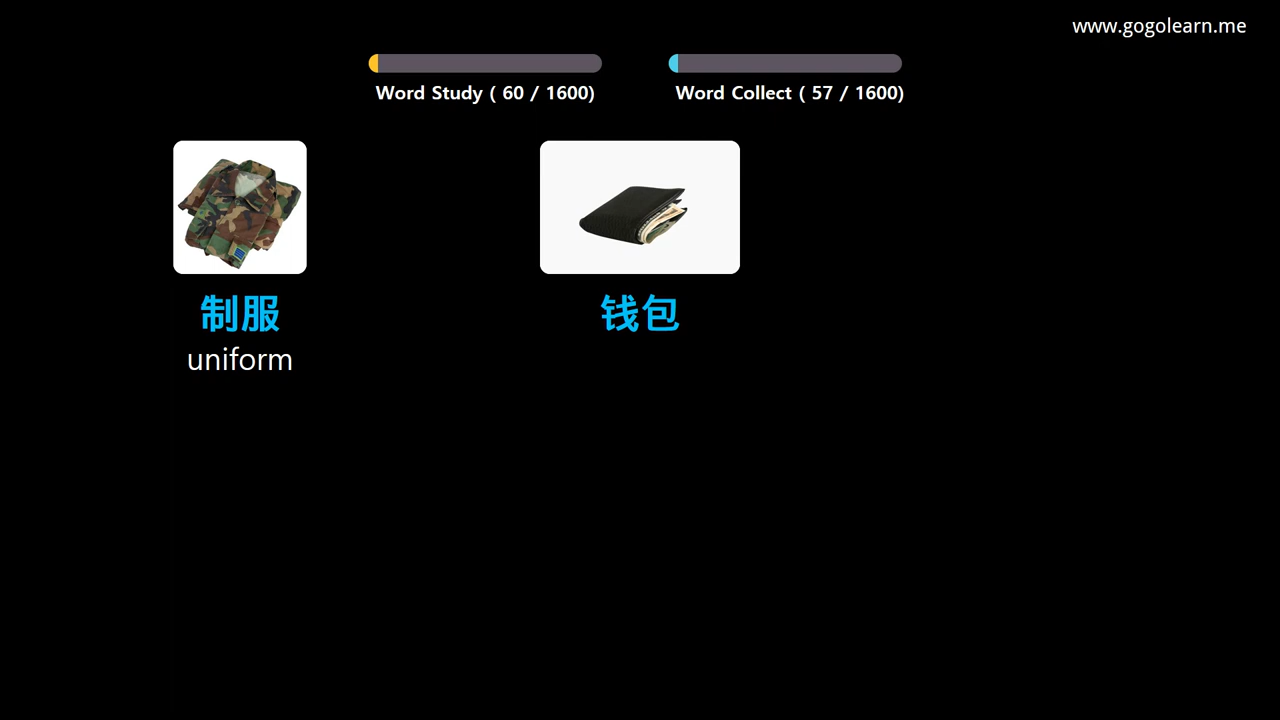 www.gogolearn.me
Word Study ( 60 / 1600)
Word Collect ( 57 / 1600)
制服
uniform
钱包